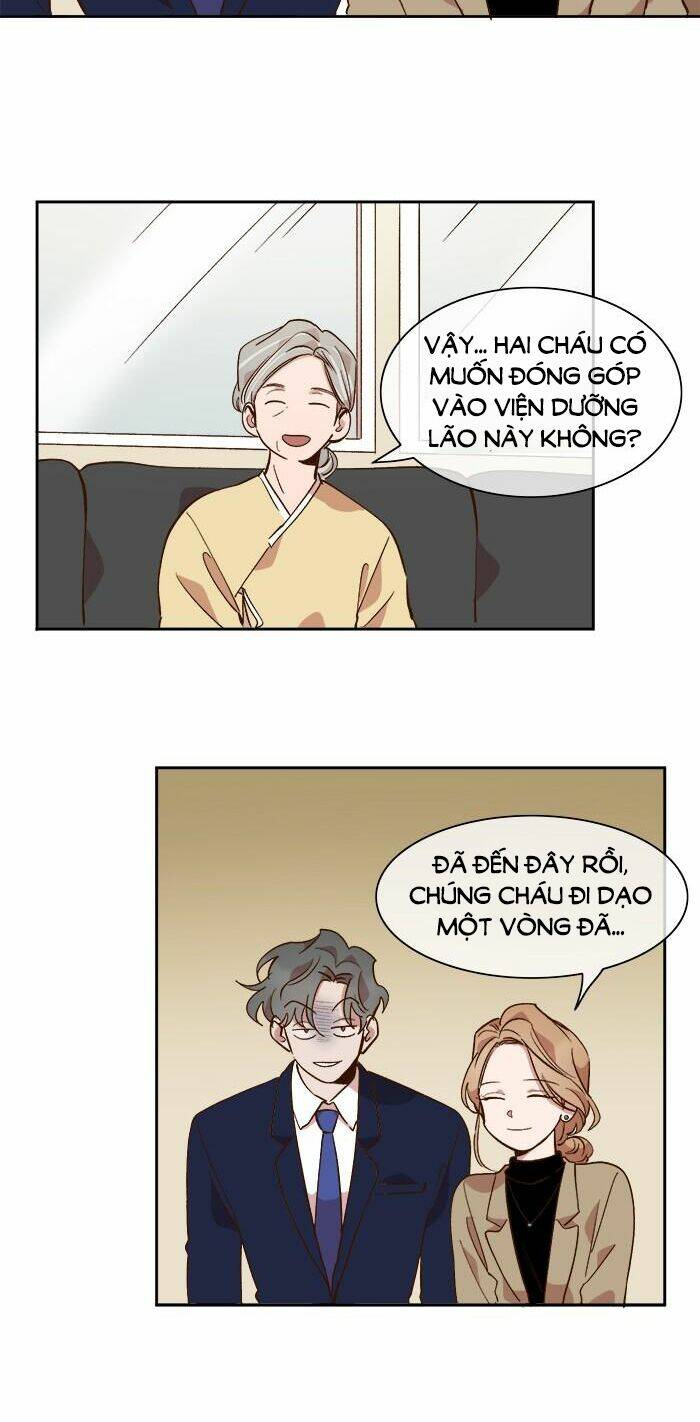 VẬY... HAI CHÁU CÓ
MUỐN ĐÓNG GÓP
VÀO VIỆN DƯỠNG
LÃO NÀY KHÔNG?
ĐÃ ĐẾN ĐÂY RỒI,
CHÚNG CHÁU ĐI DẠO
MỘT VÒNG ĐÃ...